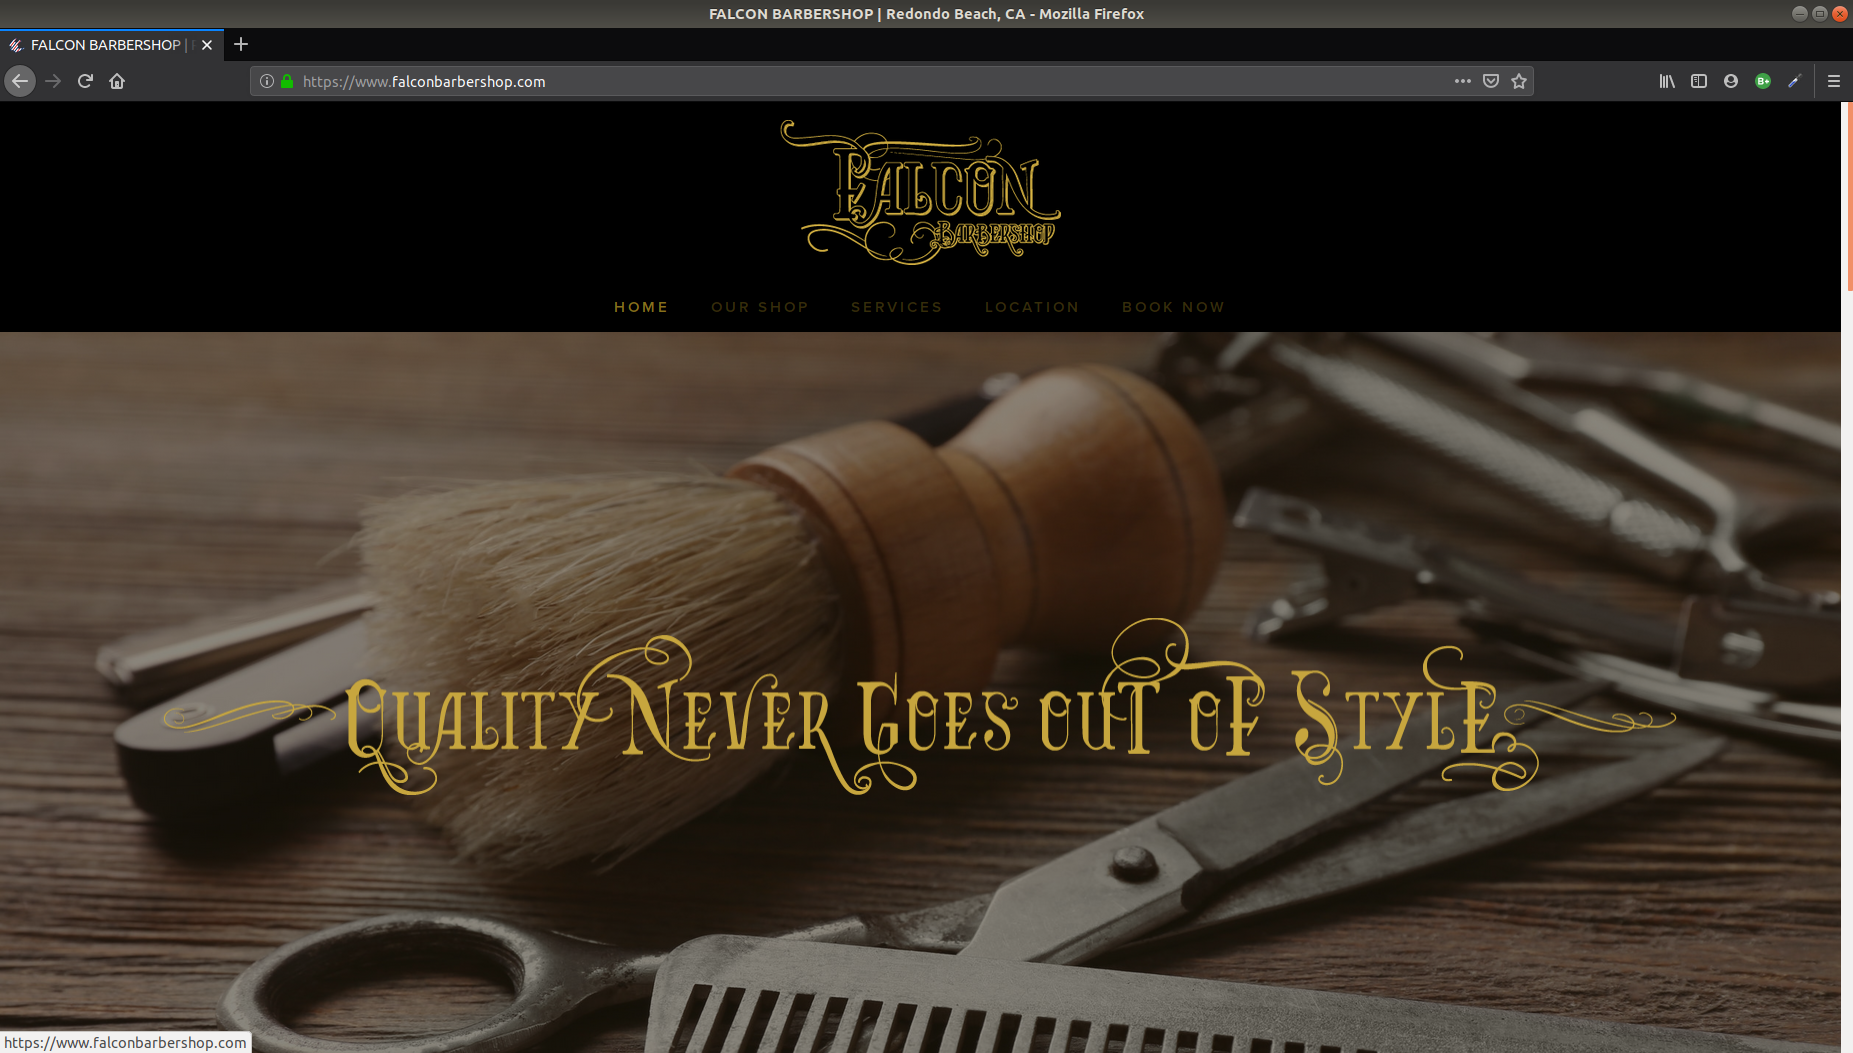 FALCON BARBERSHOP | Redondo Beach, CA - Mozilla Firefox
FALCON BARBERSHOP |
https://www.falconbarbershop.com
B+
FALCON
BARBERSHOP
HOME OUR SHOP SERVICES LOCATION BOOK NOW
QUALITY NEVER GOES OUT OF STYLE
https://www.falconbarbershop.com